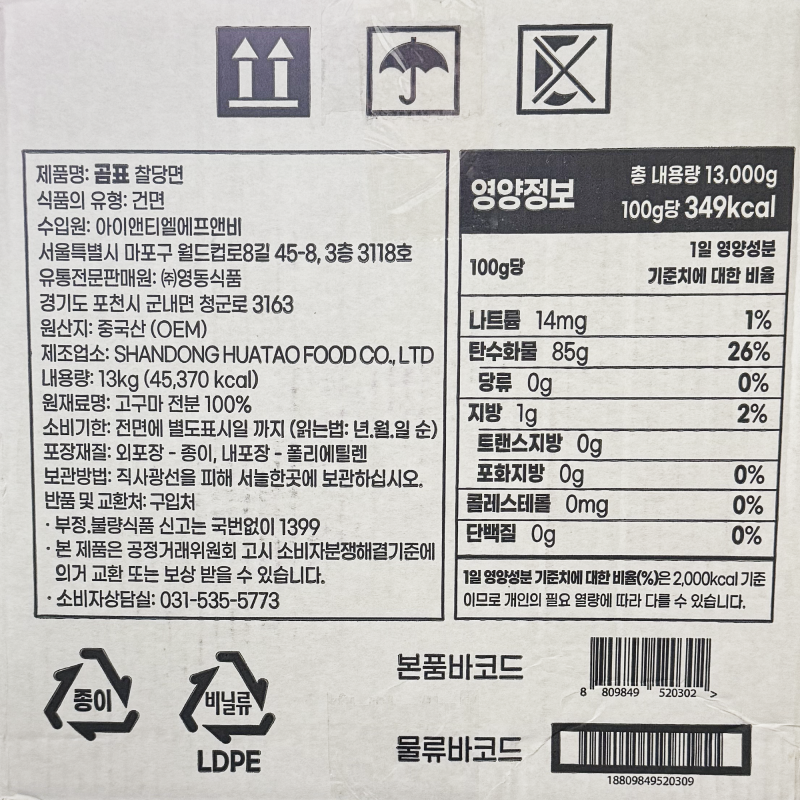 제품명: 곰표 찰당면
식품의 유형: 건면
수입원: 아이앤티엘에프앤비
서울특별시 마포구 월드컵로8길 45-8, 3층 3118호
유통전문판매원: ㈜영동식품
경기도 포천시 군내면 청군로 3163
원산지: 중국산 (OEM)
제조업소: SHANDONG HUATAO FOOD CO., LTD
내용량: 13kg (45,370 kcal)
원재료명: 고구마 전분 100%
소비기한: 전면에 별도표시일 까지 (읽는법: 년.월.일 순)
포장재질: 외포장 - 종이, 내포장 - 폴리에틸렌
보관방법: 직사광선을 피해 서늘한곳에 보관하십시오.
반품 및 교환처: 구입처
· 부정.불량식품 신고는 국번없이 1399
· 본 제품은 공정거래위원회 고시 소비자분쟁해결기준에
의거 교환 또는 보상 받을 수 있습니다.
· 소비자상담실: 031-535-5773
영양정보
총 내용량 13,000g
100g당 349kcal
100g당
1일 영양성분
기준치에 대한 비율
나트륨 14mg 1%
탄수화물 85g 26%
당류 0g 0%
지방 1g 2%
트랜스지방 0g
포화지방 0g 0%
콜레스테롤 0mg 0%
단백질 0g 0%
1일 영양성분 기준치에 대한 비율(%)은 2,000kcal 기준
이므로 개인의 필요 열량에 따라 다를 수 있습니다.
종이
비닐류
LDPE
본품바코드
8 809849 520302 >
물류바코드
18809849520309